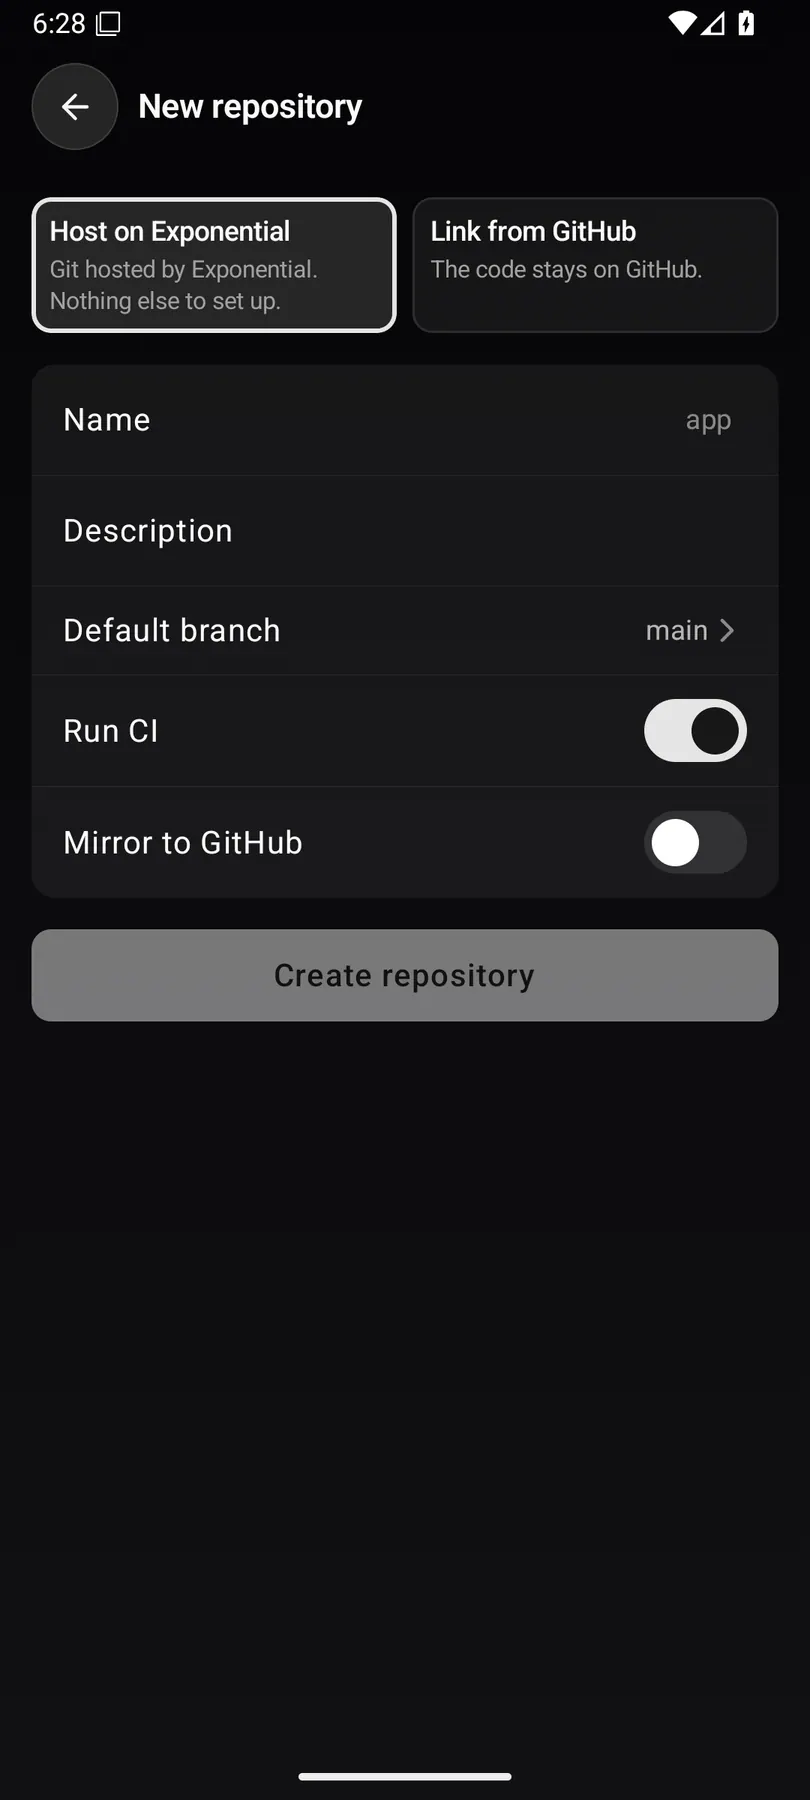 6:28
New repository
Host on Exponential
Git hosted by Exponential.
Nothing else to set up.
Link from GitHub
The code stays on GitHub.
Name
app
Description
Default branch
main
Run CI
Mirror to GitHub
Create repository